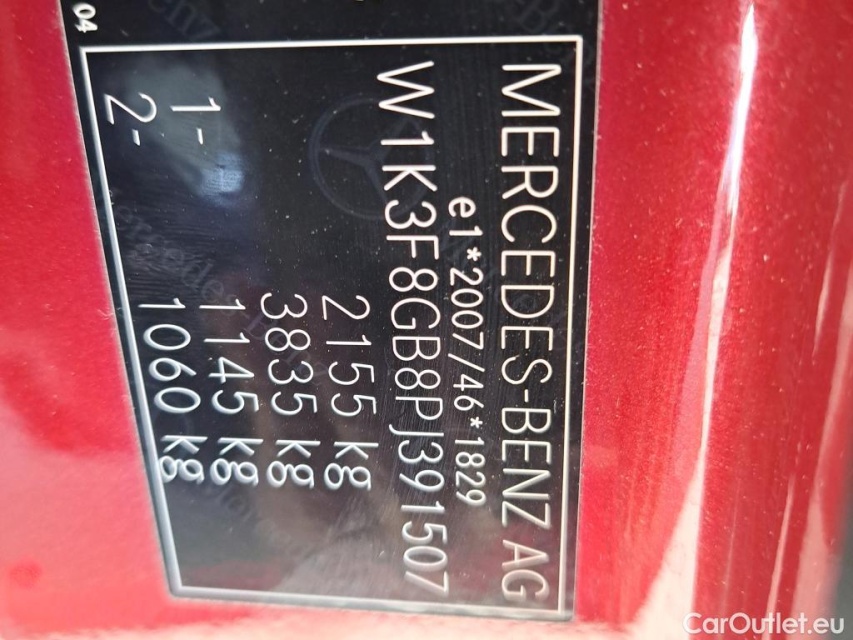 04
MERCEDES-BENZ AG
e1*2007/46*1829
W1K3F8GB8PJ391507
2155 kg
3835 kg
1- 1145 kg
2- 1060 kg
CarOutlet.eu